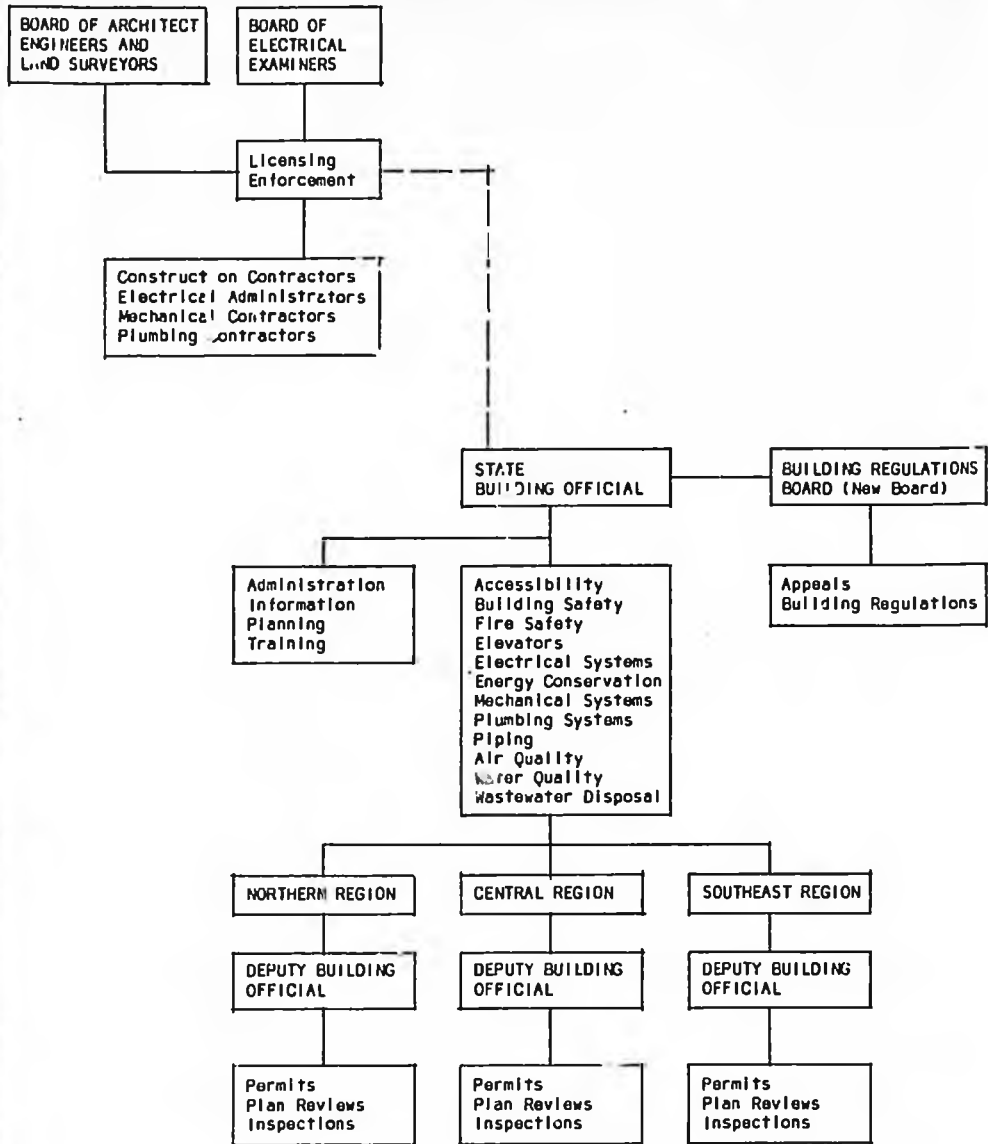 BOARD OF ARCHITECT
ENGINEERS AND
LAND SURVEYORS
BOARD OF
ELECTRICAL
EXAMINERS
Licensing
Enforcement
Construct on Contractors
Electrical Administrators
Mechanical Contractors
Plumbing Contractors
STATE
BUILDING OFFICIAL
BUILDING REGULATIONS
BOARD (New Board)
Administration
Information
Planning
Training
Accessibility
Building Safety
Fire Safety
Elevators
Electrical Systems
Energy Conservation
Mechanical Systems
Plumbing Systems
Piping
Air Quality
Water Quality
Wastewater Disposal
Appeals
Building Regulations
NORTHERN REGION
CENTRAL REGION
SOUTHEAST REGION
DEPUTY BUILDING
OFFICIAL
DEPUTY BUILDING
OFFICIAL
DEPUTY BUILDING
OFFICIAL
Permits
Plan Reviews
Inspections
Permits
Plan Reviews
Inspections
Permits
Plan Reviews
Inspections